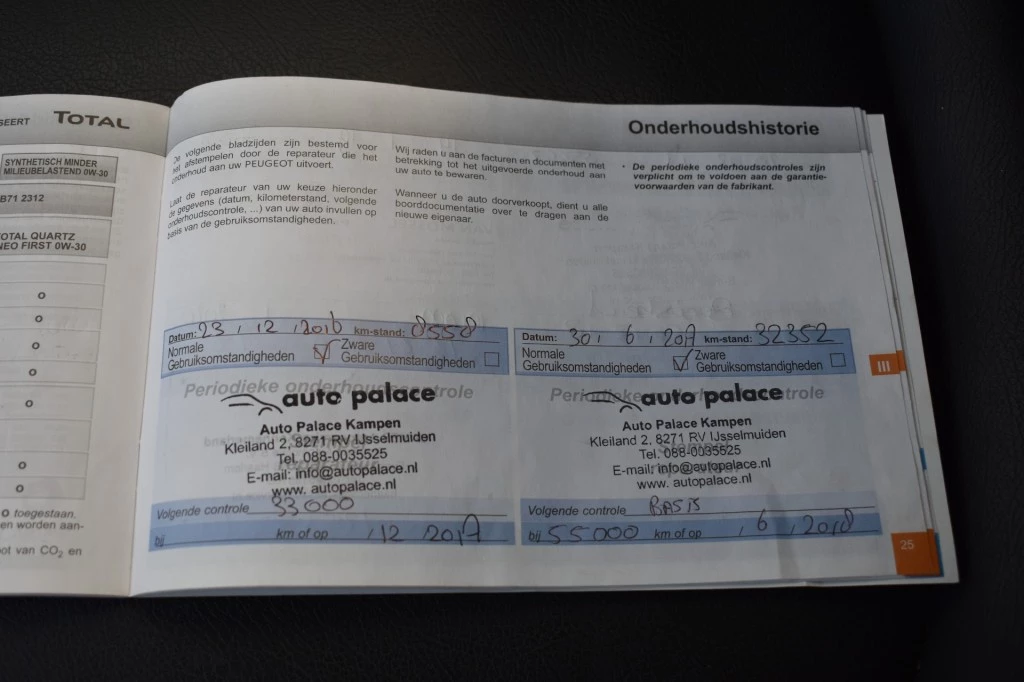 SEERT TOTAL
SYNTHETISCH MINDER
MILIEUBELASTEND 0W-30
B71 2312
TOTAL QUARTZ
NEO FIRST 0W-30
o
o
o
o
o
o
o
o toegestaan.
en worden aan-
ot van CO2 en
Onderhoudshistorie
De volgende bladzijden zijn bestemd voor
het afstempelen door de reparateur die het
onderhoud aan uw PEUGEOT uitvoert.
Laat de reparateur van uw keuze hieronder
de gegevens (datum, kilometerstand, volgende
onderhoudscontrole, ...) van uw auto invullen op
basis van de gebruiksomstandigheden.
Wij raden u aan de facturen en documenten met
betrekking tot het uitgevoerde onderhoud aan
uw auto te bewaren.
Wanneer u de auto doorverkoopt, dient u alle
boorddocumentatie over te dragen aan de
nieuwe eigenaar.
• De periodieke onderhoudscontroles zijn
verplicht om te voldoen aan de garantie-
voorwaarden van de fabrikant.
Datum: 23 / 12 / 2016 km-stand: 8558
Normale
Gebruiksomstandigheden
Zware
Gebruiksomstandigheden
Periodieke onderhoudscontrole
auto palace
Auto Palace Kampen
Kleiland 2, 8271 RV IJsselmuiden
Tel. 088-0035525
E-mail: info@autopalace.nl
www. autopalace.nl
Volgende controle 33000
bij km of op / 12 / 2017
Datum: 30 / 6 / 2017 km-stand: 32352
Normale
Gebruiksomstandigheden
Zware
Gebruiksomstandigheden
Periodieke onderhoudscontrole
auto palace
Auto Palace Kampen
Kleiland 2, 8271 RV IJsselmuiden
Tel. 088-0035525
E-mail: info@autopalace.nl
www. autopalace.nl
Volgende controle BASIS
bij 55000 km of op / 6 / 2018
III
25